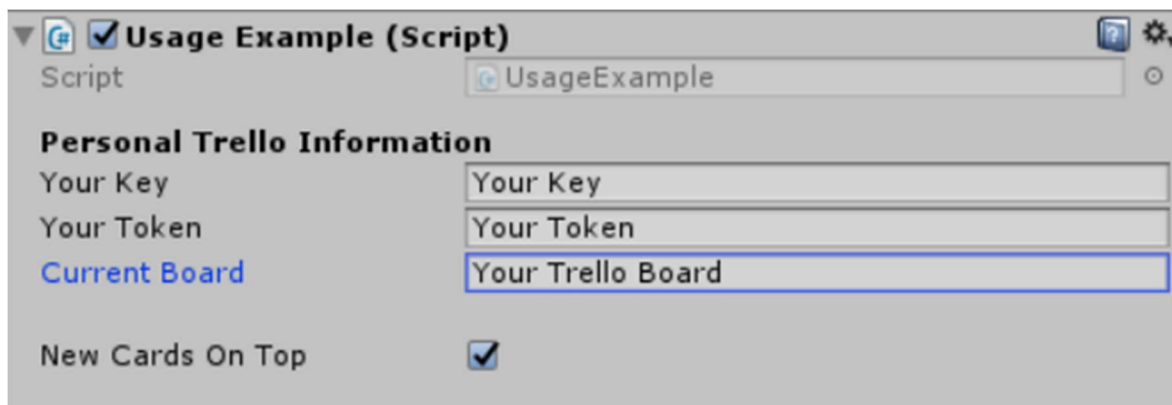 Usage Example (Script)
Script UsageExample
Personal Trello Information
Your Key Your Key
Your Token Your Token
Current Board Your Trello Board
New Cards On Top